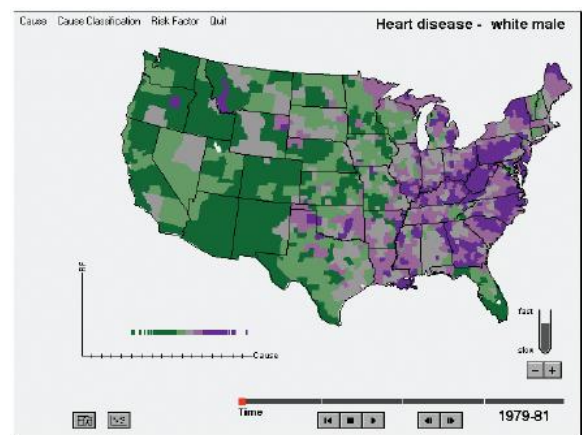 Cause Cause Classification Risk Factor Quit
Heart disease - white male
RF
Cause
fast
slow
- +
Time
1979-81